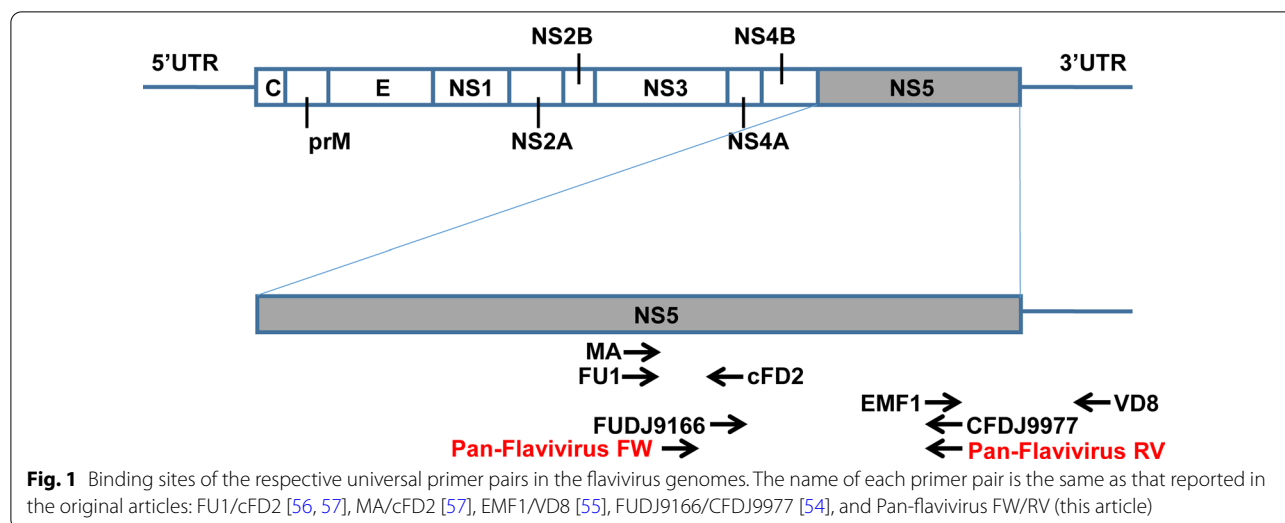 NS2B NS4B
5'UTR 3'UTR
C E NS1 NS3 NS5
prM NS2A NS4A
NS5
MA
FU1 cFD2
EMF1 VD8
FUDJ9166 CFDJ9977
Pan-Flavivirus FW Pan-Flavivirus RV
Fig. 1 Binding sites of the respective universal primer pairs in the flavivirus genomes. The name of each primer pair is the same as that reported in
the original articles: FU1/cFD2 [56, 57], MA/cFD2 [57], EMF1/VD8 [55], FUDJ9166/CFDJ9977 [54], and Pan-flavivirus FW/RV (this article)